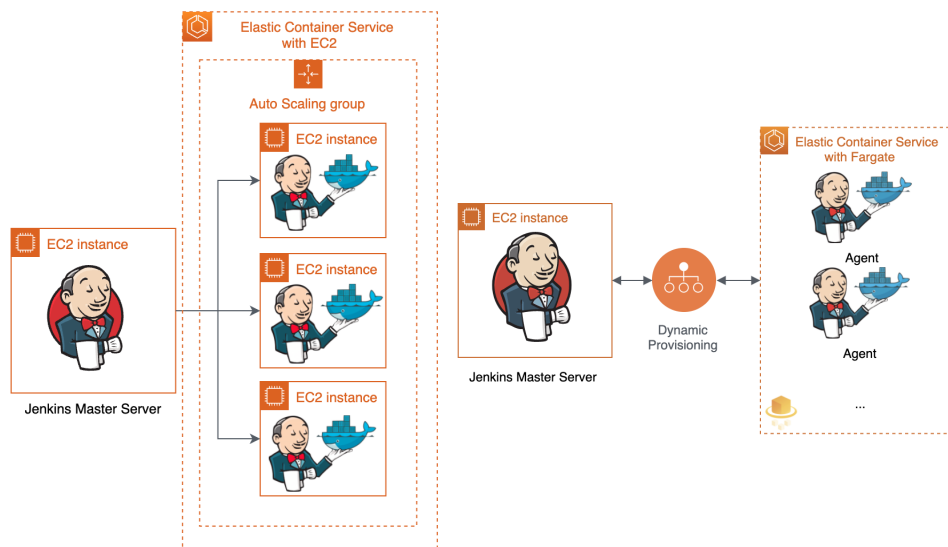 Elastic Container Service
with EC2
Auto Scaling group
EC2 instance
EC2 instance
Jenkins Master Server
EC2 instance
EC2 instance
EC2 instance
Jenkins Master Server
Dynamic
Provisioning
Elastic Container Service
with Fargate
Agent
Agent
...